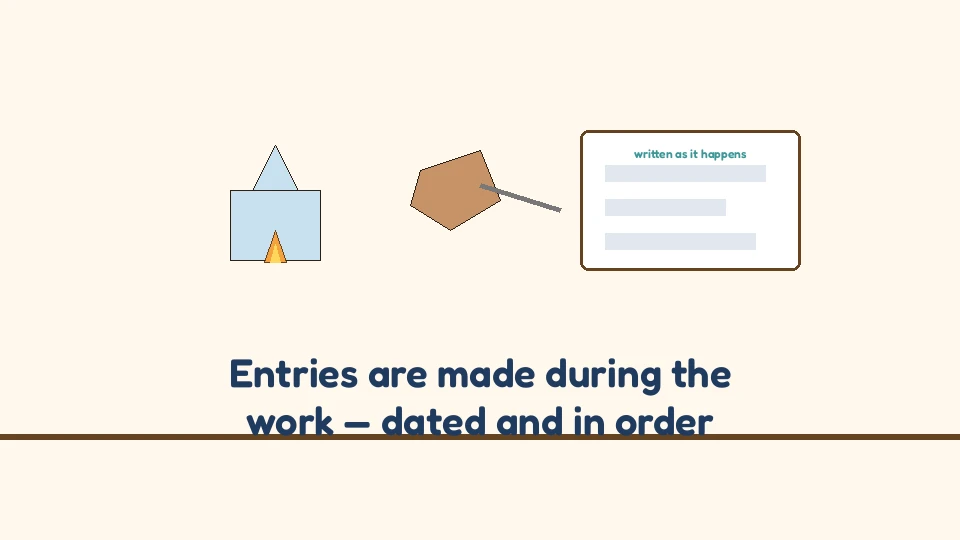 written as it happens
Entries are made during the
work — dated and in order